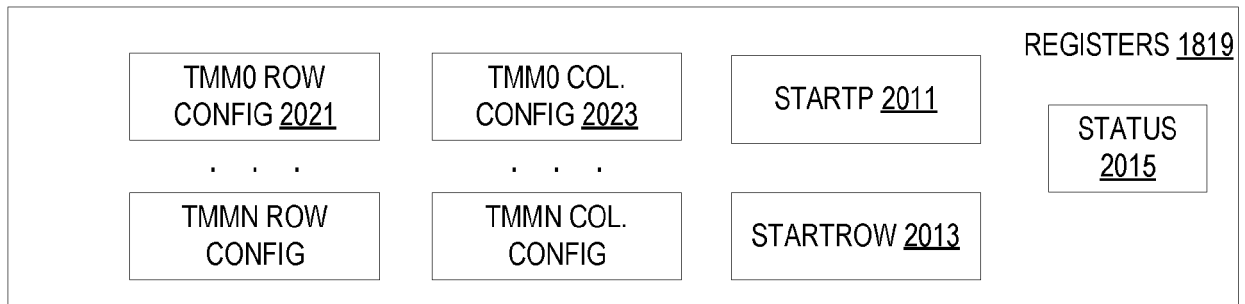 REGISTERS 1819
TMM0 ROW
CONFIG 2021
TMM0 COL.
CONFIG 2023
STARTP 2011
STATUS
2015
. . .
. . .
TMMN ROW
CONFIG
TMMN COL.
CONFIG
STARTROW 2013